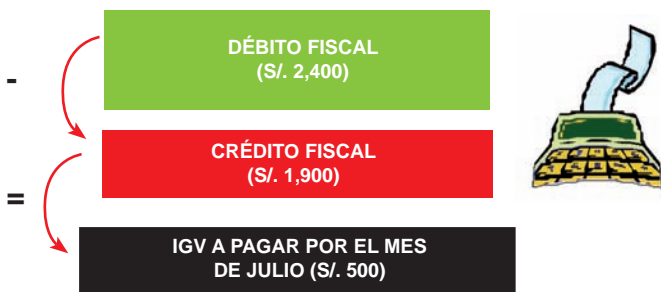 DÉBITO FISCAL
(S/. 2,400)
-
CRÉDITO FISCAL
(S/. 1,900)
=
IGV A PAGAR POR EL MES
DE JULIO (S/. 500)